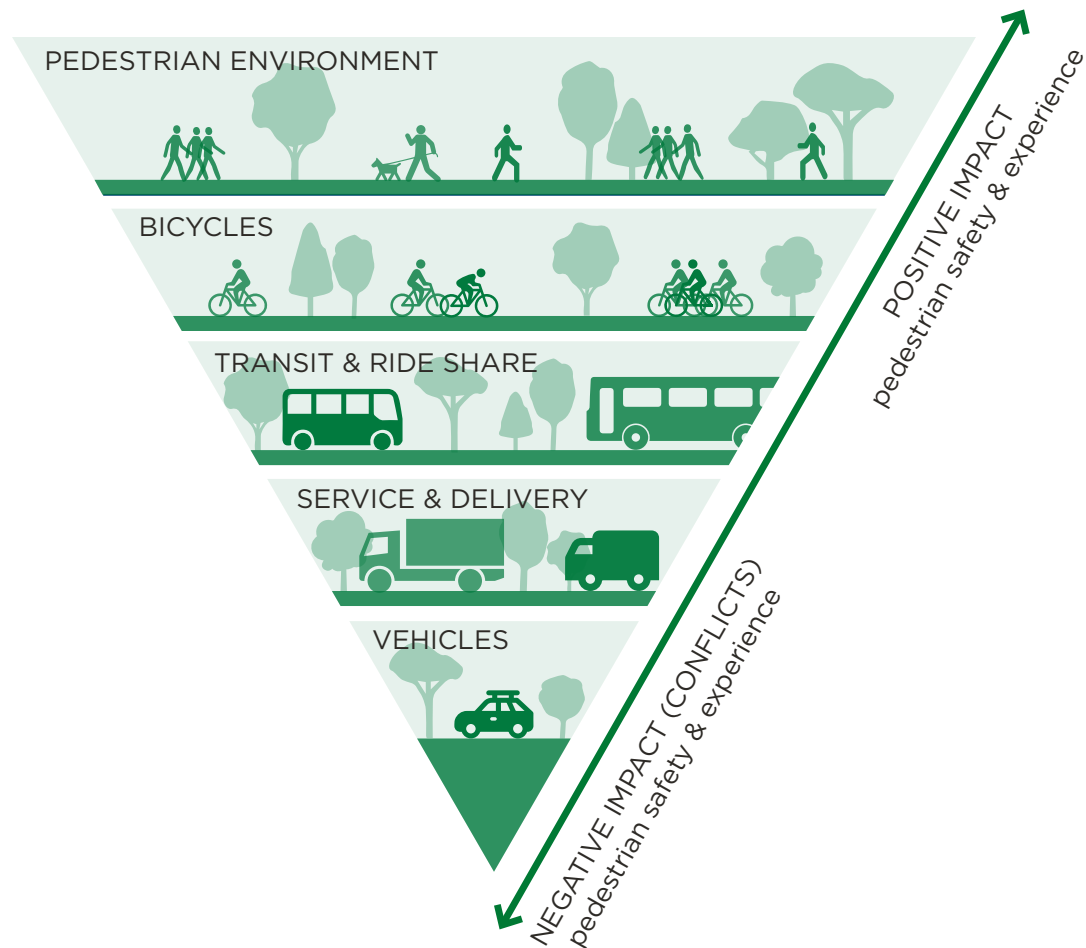 PEDESTRIAN ENVIRONMENT
BICYCLES
TRANSIT & RIDE SHARE
SERVICE & DELIVERY
VEHICLES
POSITIVE IMPACT
pedestrian safety & experience
NEGATIVE IMPACT (CONFLICTS)
pedestrian safety & experience